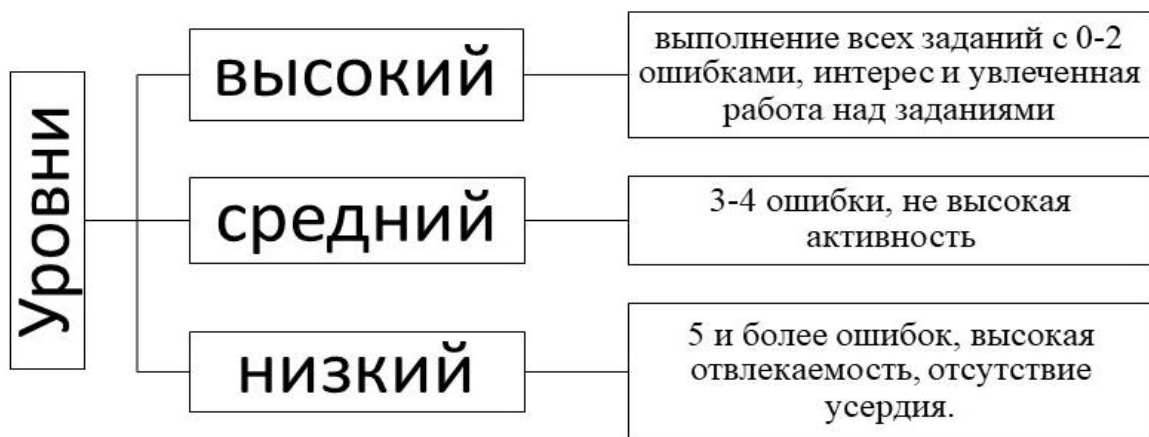 Уровни
высокий
выполнение всех заданий с 0-2
ошибками, интерес и увлеченная
работа над заданиями
средний
3-4 ошибки, не высокая
активность
низкий
5 и более ошибок, высокая
отвлекаемость, отсутствие
усердия.